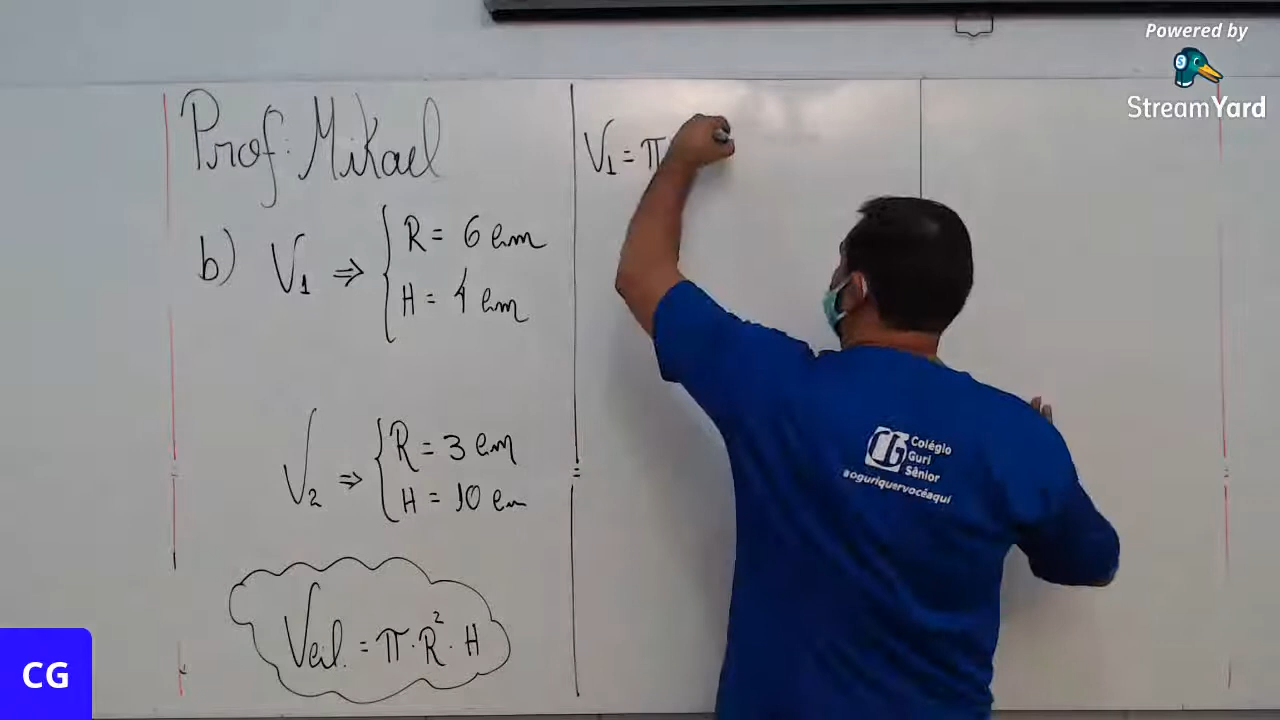 Powered by
StreamYard
Prof: Mikael
b) V1 ⇒ { R = 6 cm
H = 4 cm
V2 ⇒ { R = 3 cm
H = 10 cm
Vcil. = π · R² · H
V1 = π
Colégio
Guri
Sênior
#oguriquervocêaqui
CG